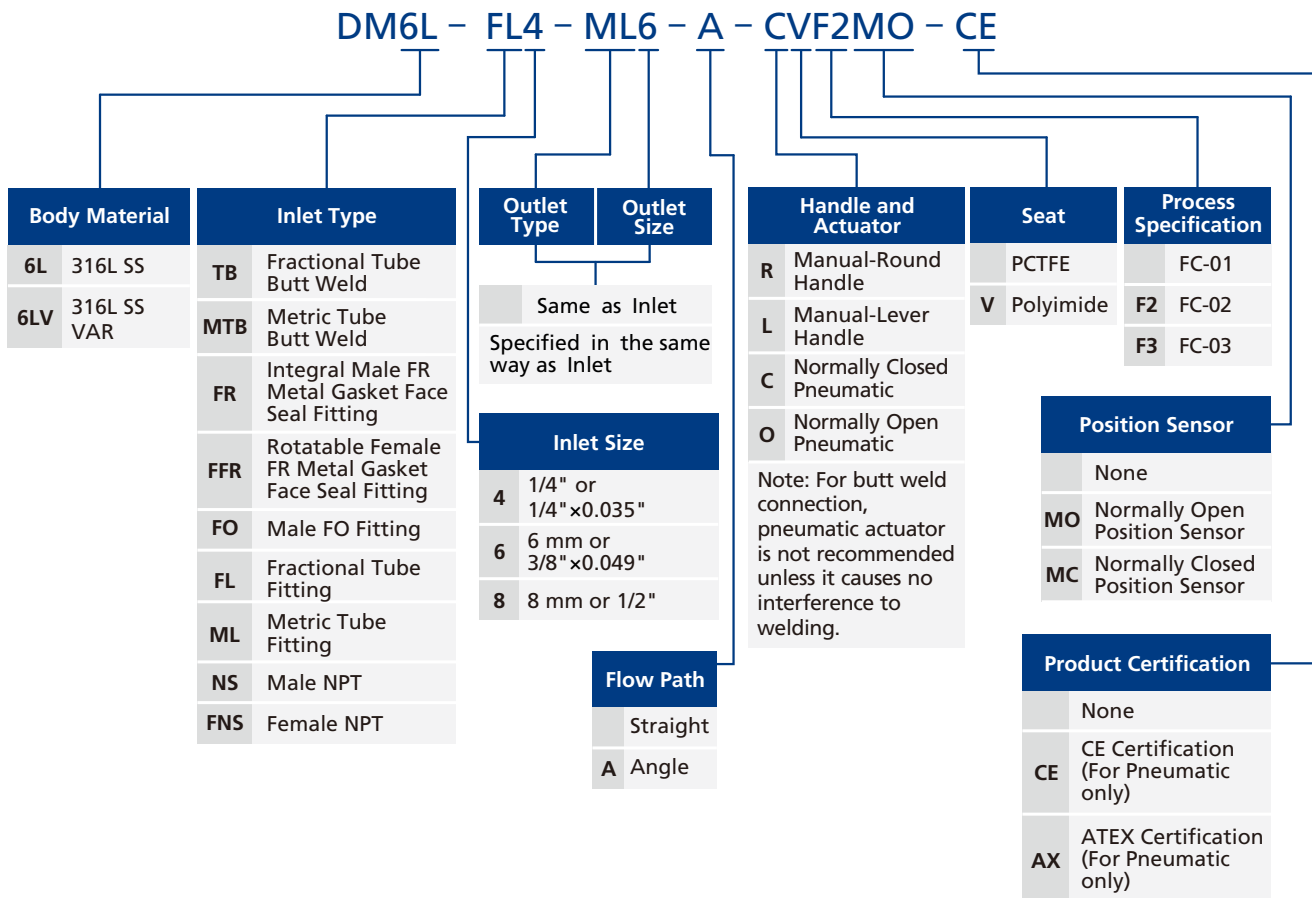 DM6L – FL4 – ML6 – A – CVF2MO – CE
Body Material
6L 316L SS
6LV 316L SS
VAR
Inlet Type
TB Fractional Tube
Butt Weld
MTB Metric Tube
Butt Weld
FR Integral Male FR
Metal Gasket Face
Seal Fitting
FFR Rotatable Female
FR Metal Gasket
Face Seal Fitting
FO Male FO Fitting
FL Fractional Tube
Fitting
ML Metric Tube
Fitting
NS Male NPT
FNS Female NPT
Outlet
Type
Outlet
Size
Same as Inlet
Specified in the same
way as Inlet
Inlet Size
4 1/4" or
1/4"×0.035"
6 6 mm or
3/8"×0.049"
8 8 mm or 1/2"
Flow Path
Straight
A Angle
Handle and
Actuator
R Manual-Round
Handle
L Manual-Lever
Handle
C Normally Closed
Pneumatic
O Normally Open
Pneumatic
Note: For butt weld
connection,
pneumatic actuator
is not recommended
unless it causes no
interference to
welding.
Seat
PCTFE
V Polyimide
Process
Specification
FC-01
F2 FC-02
F3 FC-03
Position Sensor
None
MO Normally Open
Position Sensor
MC Normally Closed
Position Sensor
Product Certification
None
CE CE Certification
(For Pneumatic
only)
AX ATEX Certification
(For Pneumatic
only)